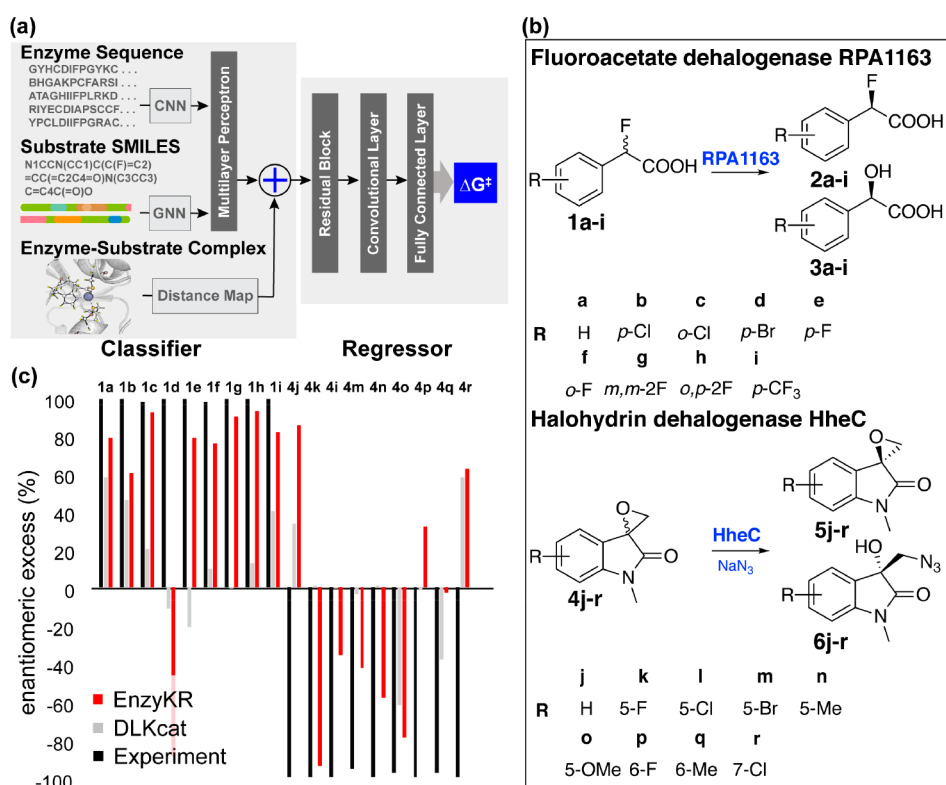 (a)
Enzyme Sequence
GYHCDIFPGYKC . . .
BHGAKPCFARSI . . .
ATAGHIIFPLRKD . . .
RIYECDIAPSCCF. . .
YPCLDIIFPGRAC . . .
CNN
Substrate SMILES
N1CCN(CC1)C(C(F)=C2)
=CC(=C2C4=O)N(C3CC3)
C=C4C(=O)O
GNN
Enzyme-Substrate Complex
Distance Map
Multilayer Perceptron
Residual Block
Convolutional Layer
Fully Connected Layer
ΔG‡
Classifier
Regressor
(b)
Fluoroacetate dehalogenase RPA1163
F
COOH
R
1a-i
RPA1163
F
COOH
R
2a-i
OH
COOH
R
3a-i
a b c d e
R H p-Cl o-Cl p-Br p-F
f g h i
o-F m,m-2F o,p-2F p-CF3
Halohydrin dehalogenase HheC
O
R
O
N
4j-r
HheC
NaN3
O
R
O
N
5j-r
HO
N3
R
O
N
6j-r
j k l m n
R H 5-F 5-Cl 5-Br 5-Me
o p q r
5-OMe 6-F 6-Me 7-Cl
(c)
1a 1b 1c 1d 1e 1f 1g 1h 1i 4j 4k 4i 4m 4n 4o 4p 4q 4r
enantiomeric excess (%)
100
80
60
40
20
0
-20
-40
-60
-80
-100
EnzyKR
DLKcat
Experiment